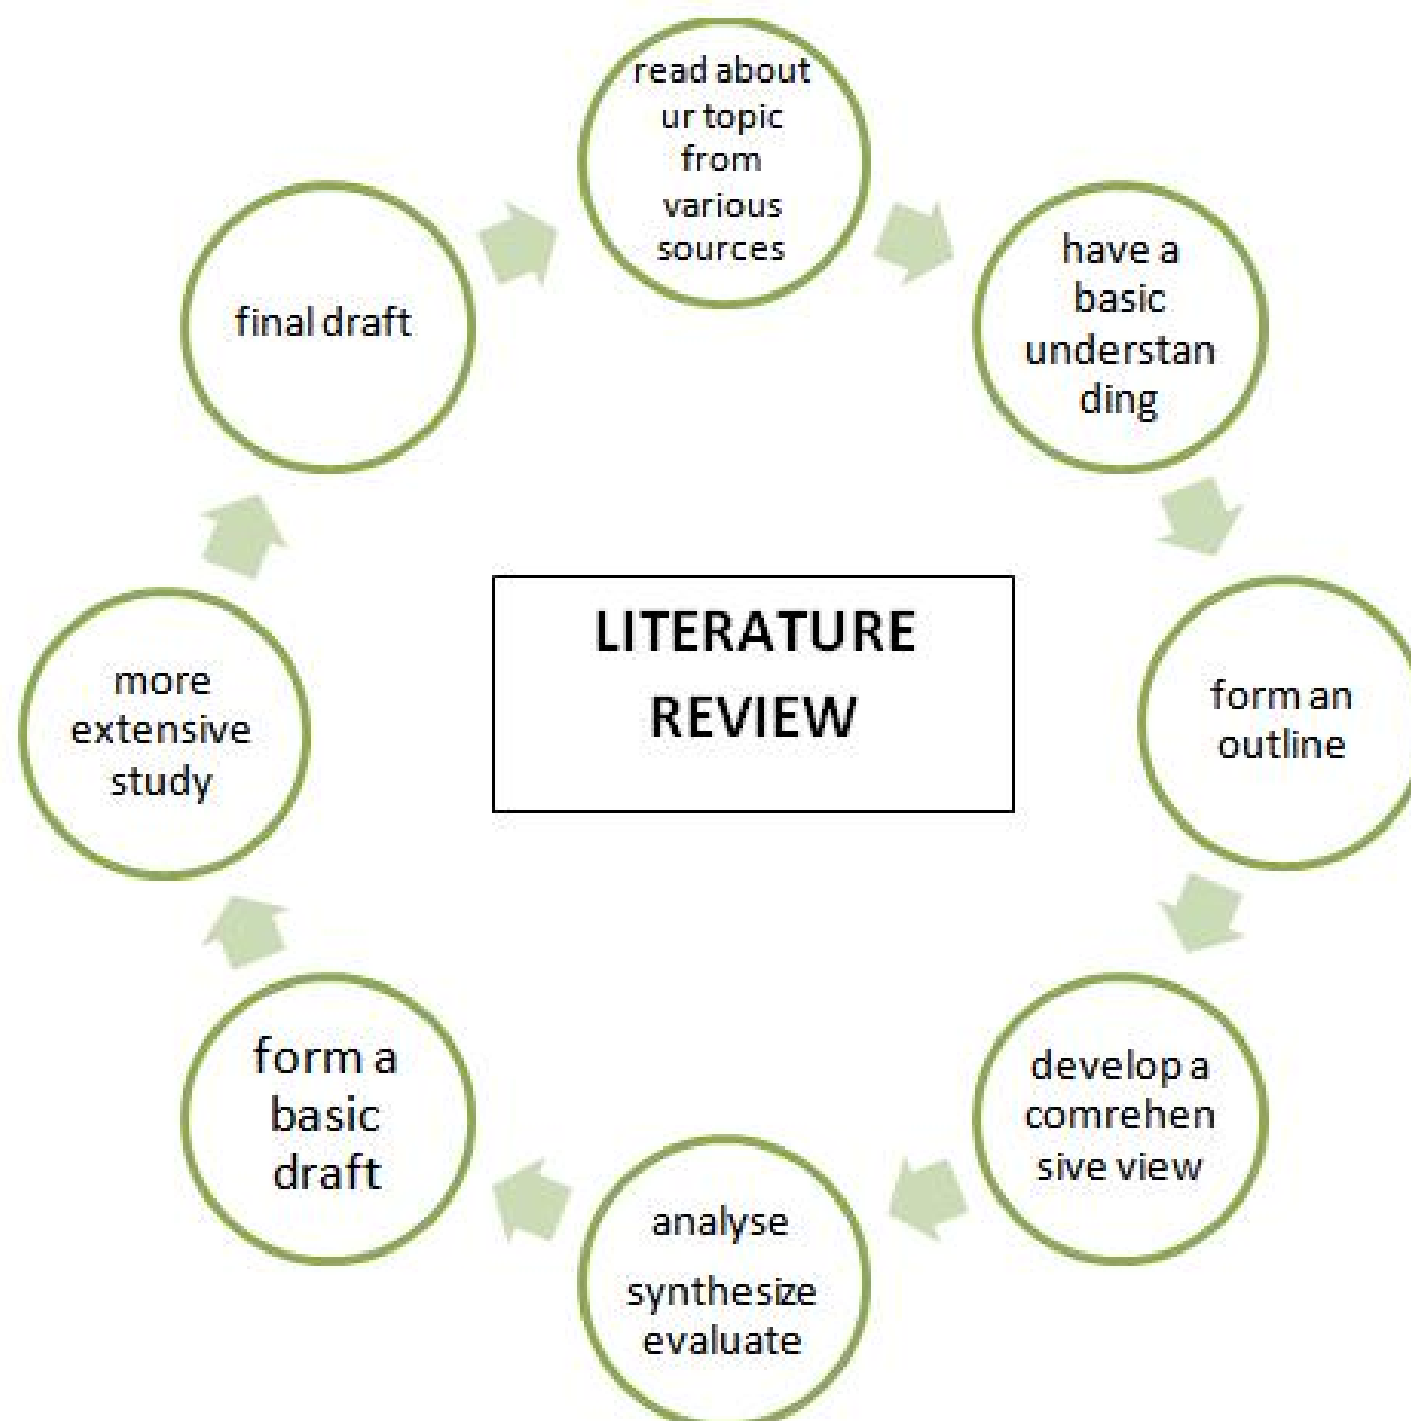 read about
ur topic
from
various
sources
have a
basic
understan
ding
form an
outline
develop a
comrehen
sive view
analyse
synthesize
evaluate
form a
basic
draft
more
extensive
study
final draft
LITERATURE
REVIEW